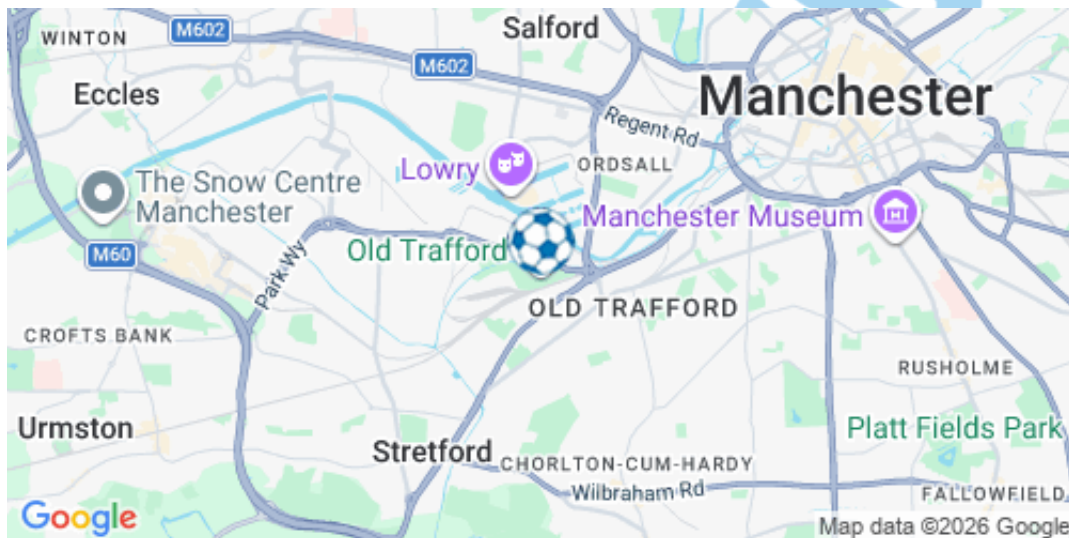 WINTON
M602
Salford
M602
Eccles
Manchester
Regent Rd
ORDSALL
Lowry
The Snow Centre
Manchester
Manchester Museum
M60
Park Wy
Old Trafford
OLD TRAFFORD
CROFTS BANK
RUSHOLME
Urmston
Stretford
Platt Fields Park
CHORLTON-CUM-HARDY
Wilbraham Rd
FALLOWFIELD
Google
Map data ©2026 Google